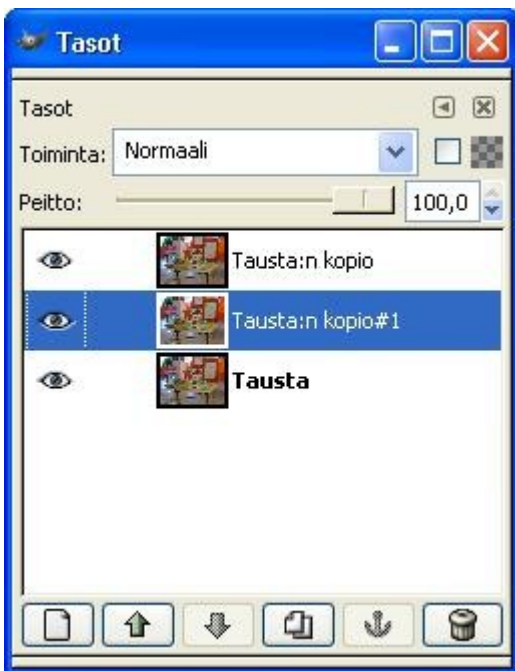 Tasot
Tasot
Toiminta: Normaali
Peitto: 100,0
Tausta:n kopio
Tausta:n kopio#1
Tausta